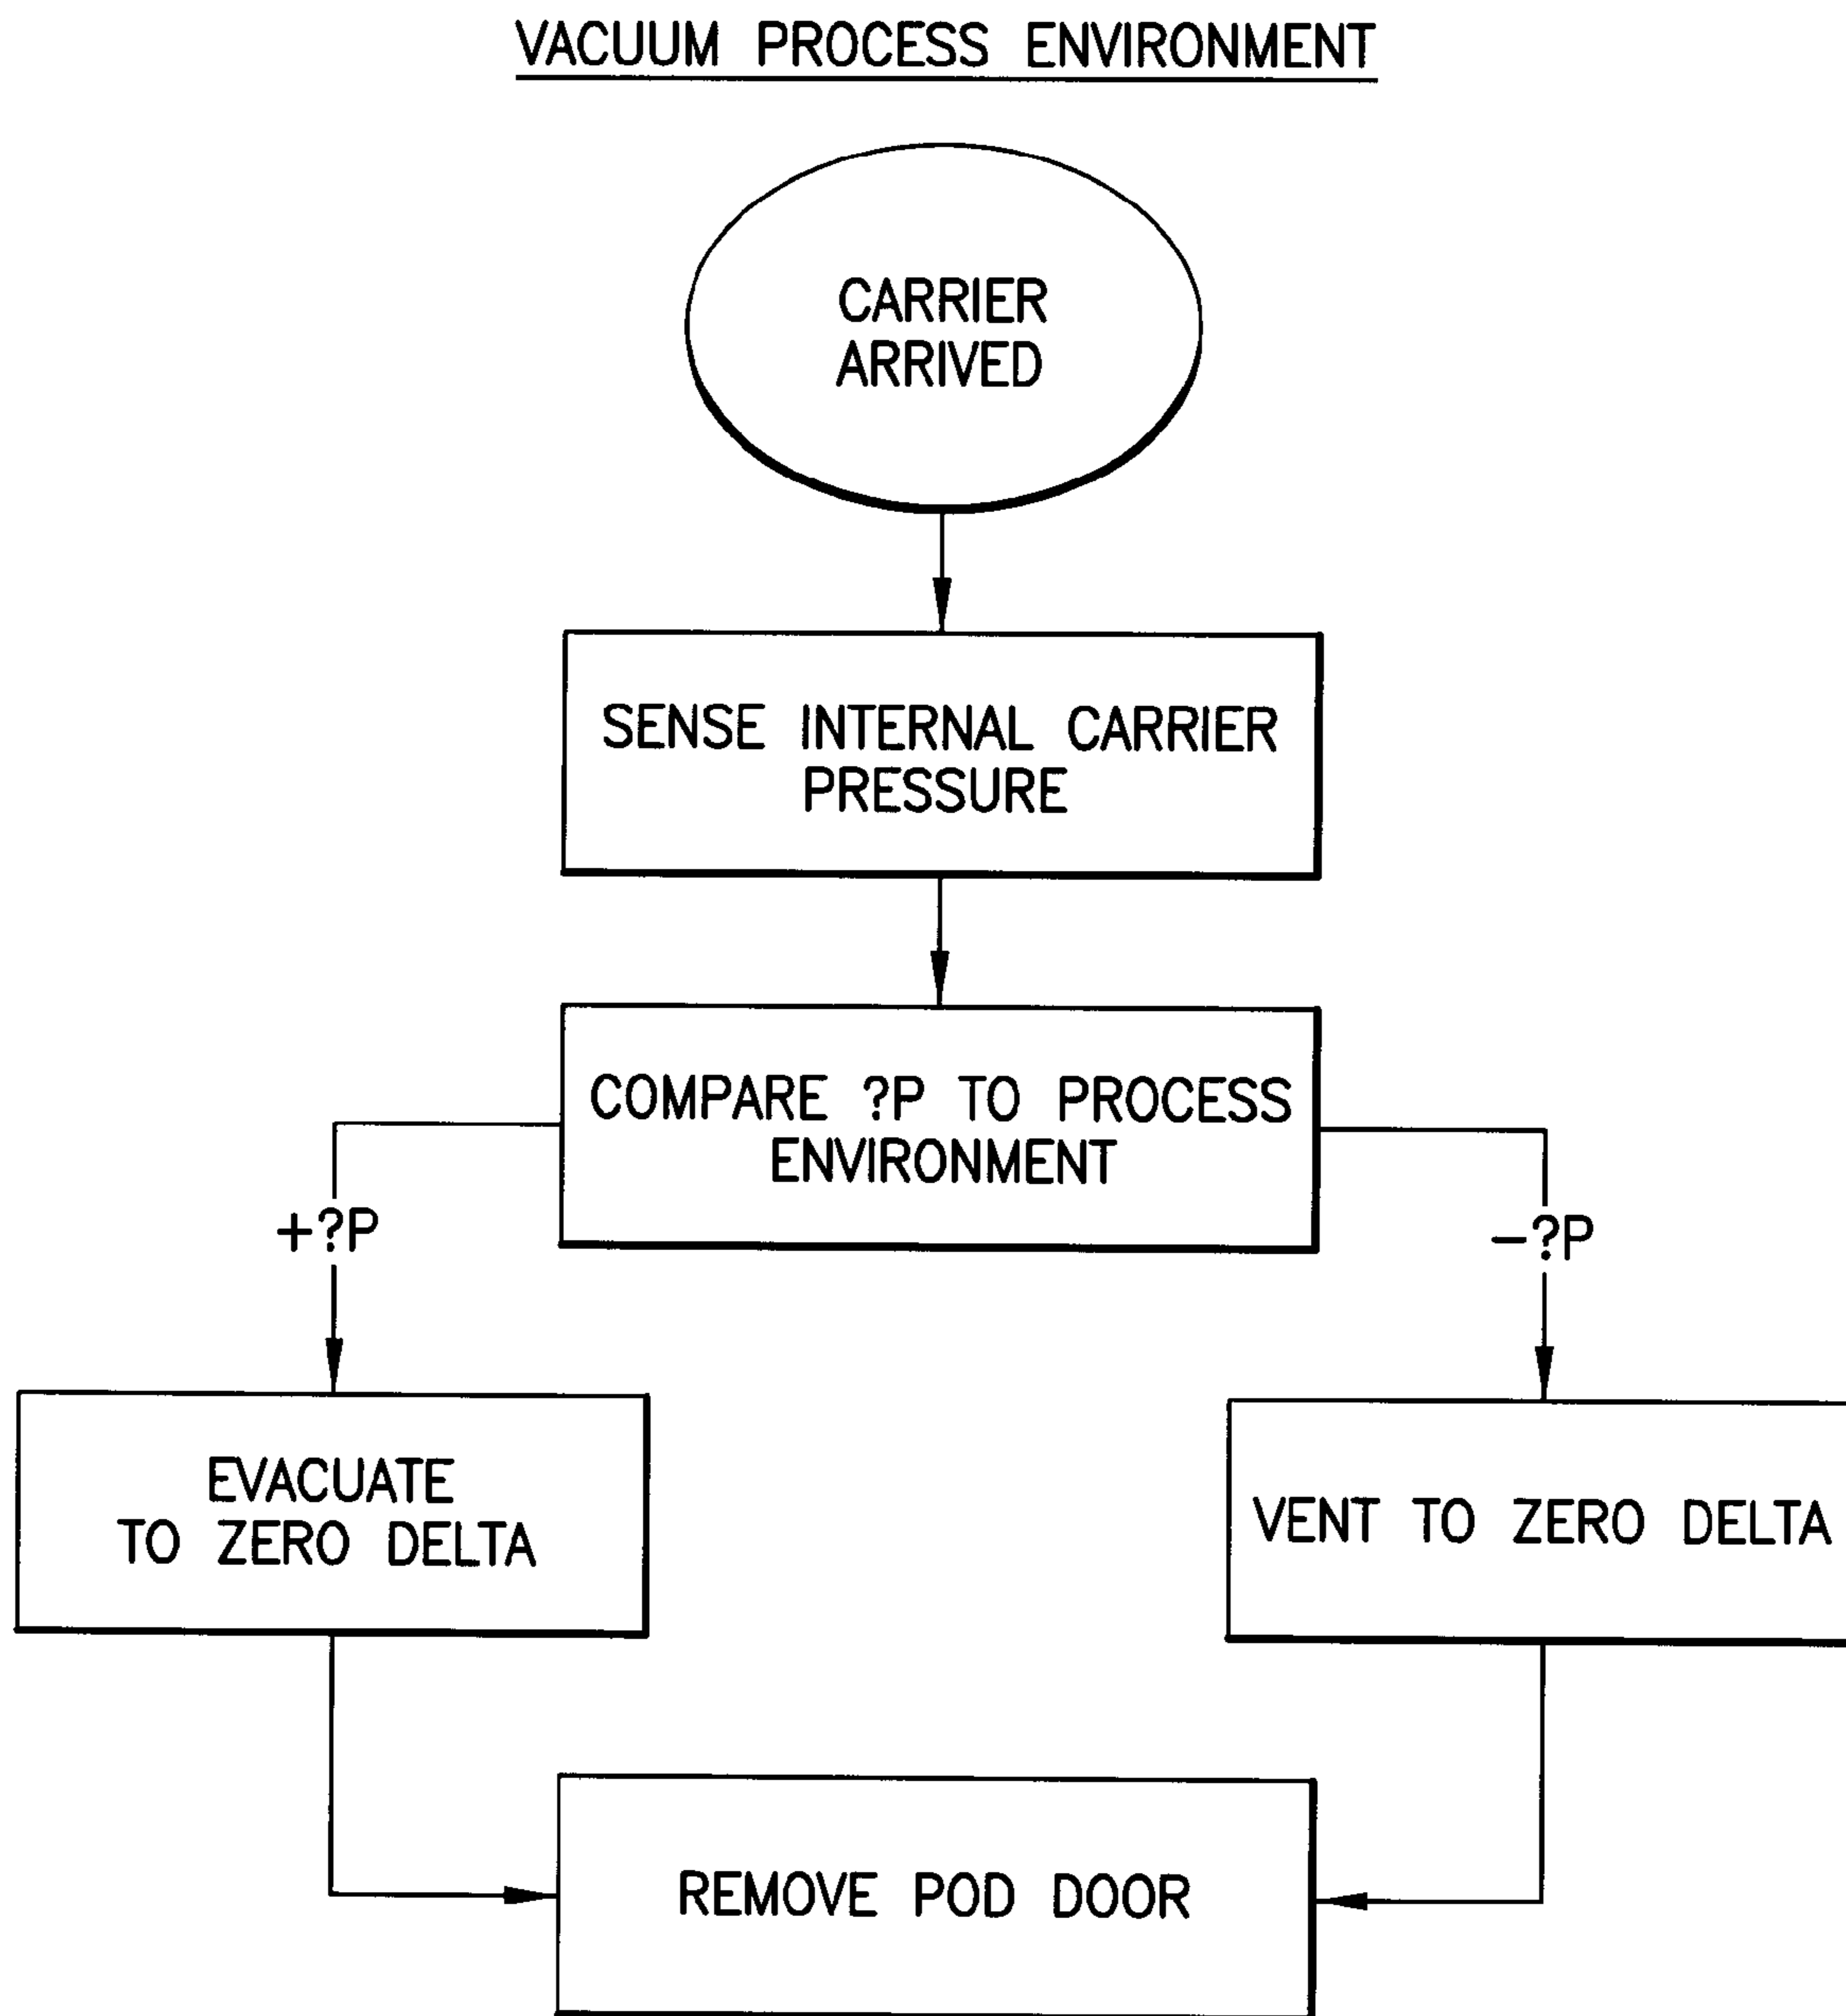 VACUUM PROCESS ENVIRONMENT
CARRIER
ARRIVED
SENSE INTERNAL CARRIER
PRESSURE
COMPARE ?P TO PROCESS
ENVIRONMENT
+?P
-?P
EVACUATE
TO ZERO DELTA
VENT TO ZERO DELTA
REMOVE POD DOOR